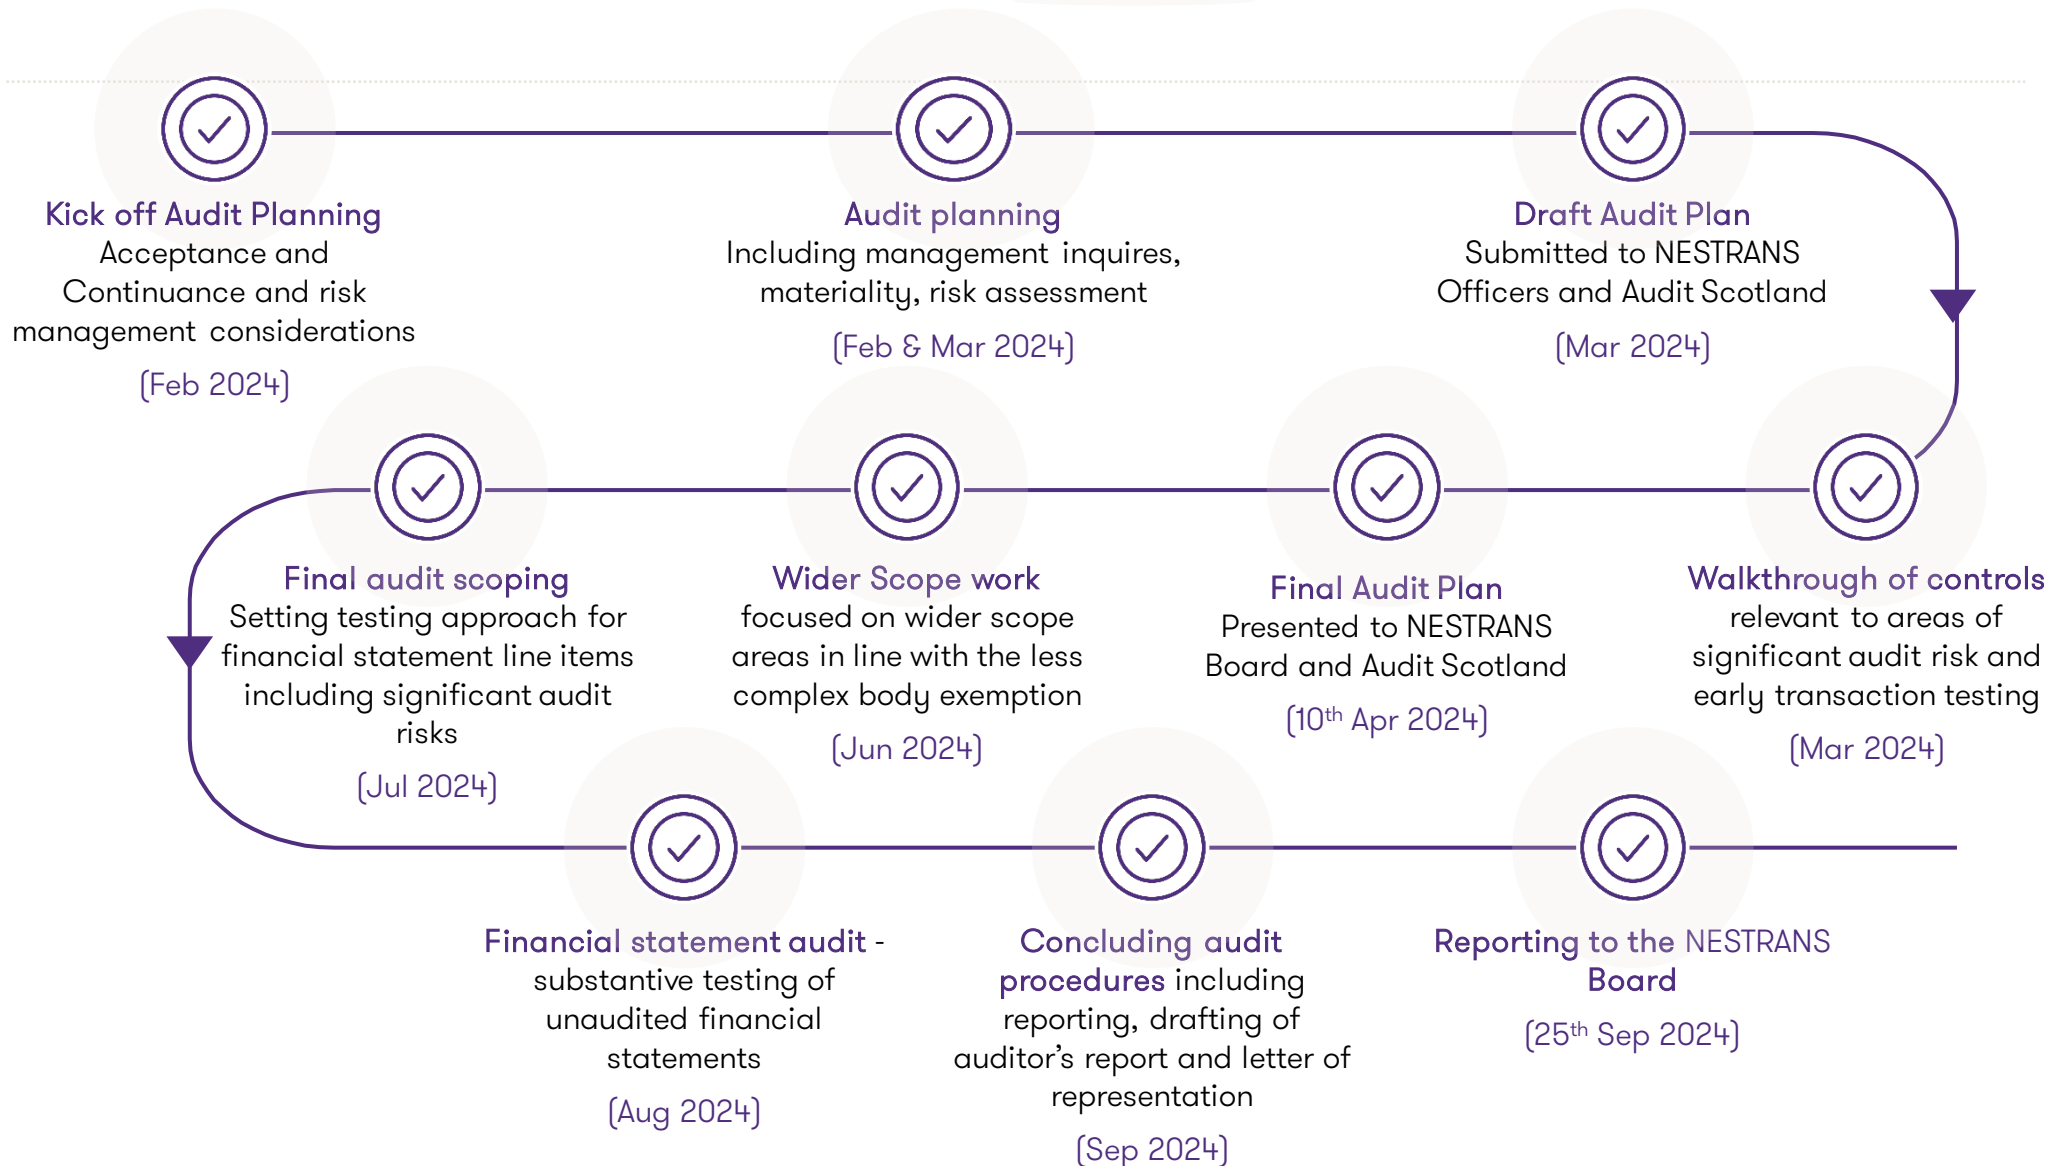 Kick off Audit Planning
Acceptance and
Continuance and risk
management considerations
(Feb 2024)
Audit planning
Including management inquires,
materiality, risk assessment
(Feb & Mar 2024)
Draft Audit Plan
Submitted to NESTRANS
Officers and Audit Scotland
(Mar 2024)
Walkthrough of controls
relevant to areas of
significant audit risk and
early transaction testing
(Mar 2024)
Final Audit Plan
Presented to NESTRANS
Board and Audit Scotland
(10th Apr 2024)
Wider Scope work
focused on wider scope
areas in line with the less
complex body exemption
(Jun 2024)
Final audit scoping
Setting testing approach for
financial statement line items
including significant audit
risks
(Jul 2024)
Financial statement audit -
substantive testing of
unaudited financial
statements
(Aug 2024)
Concluding audit
procedures including
reporting, drafting of
auditor’s report and letter of
representation
(Sep 2024)
Reporting to the NESTRANS
Board
(25th Sep 2024)